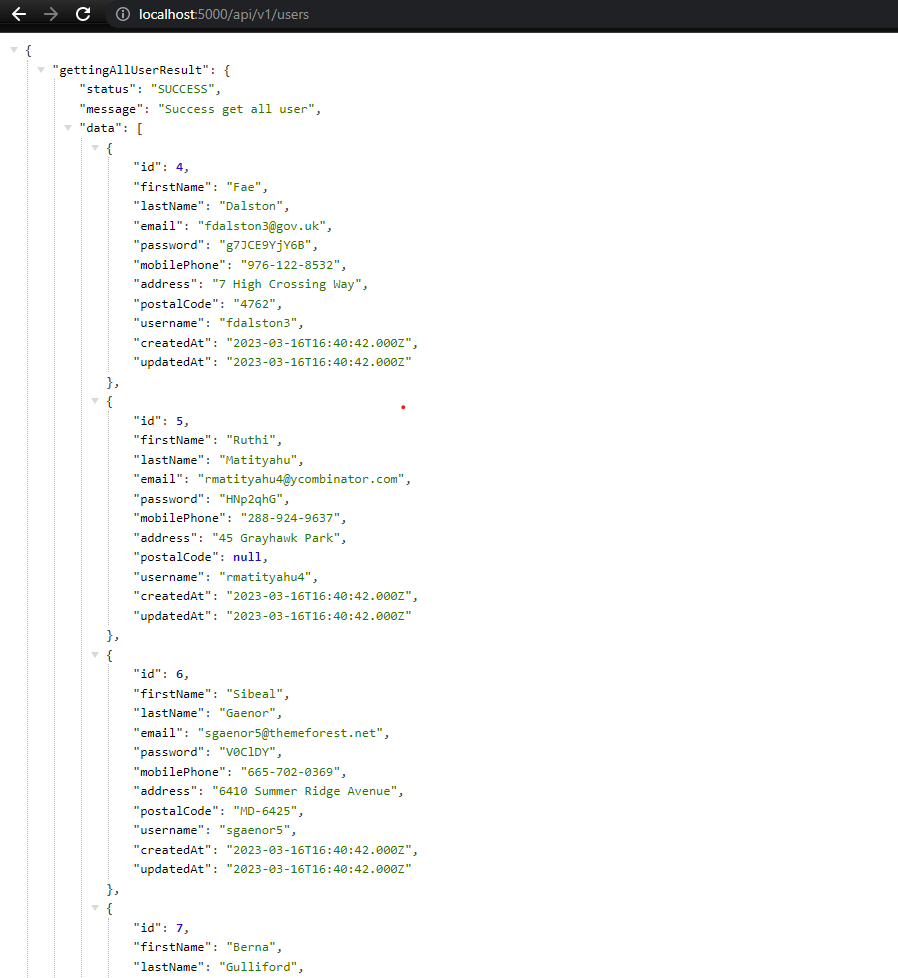 localhost:5000/api/v1/users
{
"gettingAllUserResult": {
"status": "SUCCESS",
"message": "Success get all user",
"data": [
{
"id": 4,
"firstName": "Fae",
"lastName": "Dalston",
"email": "fdalston3@gov.uk",
"password": "g7JCE9YjY6B",
"mobilePhone": "976-122-8532",
"address": "7 High Crossing Way",
"postalCode": "4762",
"username": "fdalston3",
"createdAt": "2023-03-16T16:40:42.000Z",
"updatedAt": "2023-03-16T16:40:42.000Z"
},
{
"id": 5,
"firstName": "Ruthi",
"lastName": "Matityahu",
"email": "rmatityahu4@ycombinator.com",
"password": "HNp2qhG",
"mobilePhone": "288-924-9637",
"address": "45 Grayhawk Park",
"postalCode": null,
"username": "rmatityahu4",
"createdAt": "2023-03-16T16:40:42.000Z",
"updatedAt": "2023-03-16T16:40:42.000Z"
},
{
"id": 6,
"firstName": "Sibeal",
"lastName": "Gaenor",
"email": "sgaenor5@themeforest.net",
"password": "V0ClDY",
"mobilePhone": "665-702-0369",
"address": "6410 Summer Ridge Avenue",
"postalCode": "MD-6425",
"username": "sgaenor5",
"createdAt": "2023-03-16T16:40:42.000Z",
"updatedAt": "2023-03-16T16:40:42.000Z"
},
{
"id": 7,
"firstName": "Berna",
"lastName": "Gulliford",